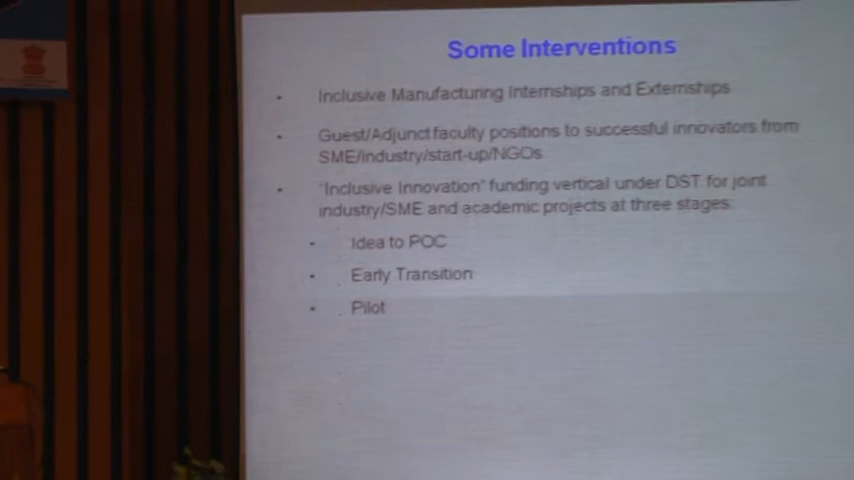 Some Interventions
• Inclusive Manufacturing Internships and Externships
• Guest/Adjunct faculty positions to successful innovators from
SME/industry/start-up/NGOs
• "Inclusive Innovation" funding vertical under DST for joint
industry/SME and academic projects at three stages:
• Idea to POC
• Early Transition
• Pilot